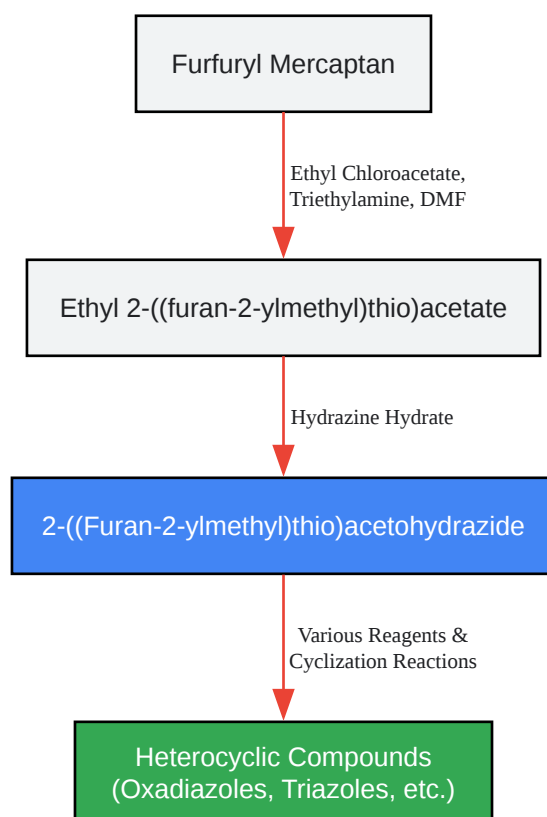 Furfuryl Mercaptan
Ethyl Chloroacetate,
Triethylamine, DMF
Ethyl 2-((furan-2-ylmethyl)thio)acetate
Hydrazine Hydrate
2-((Furan-2-ylmethyl)thio)acetohydrazide
Various Reagents &
Cyclization Reactions
Heterocyclic Compounds
(Oxadiazoles, Triazoles, etc.)